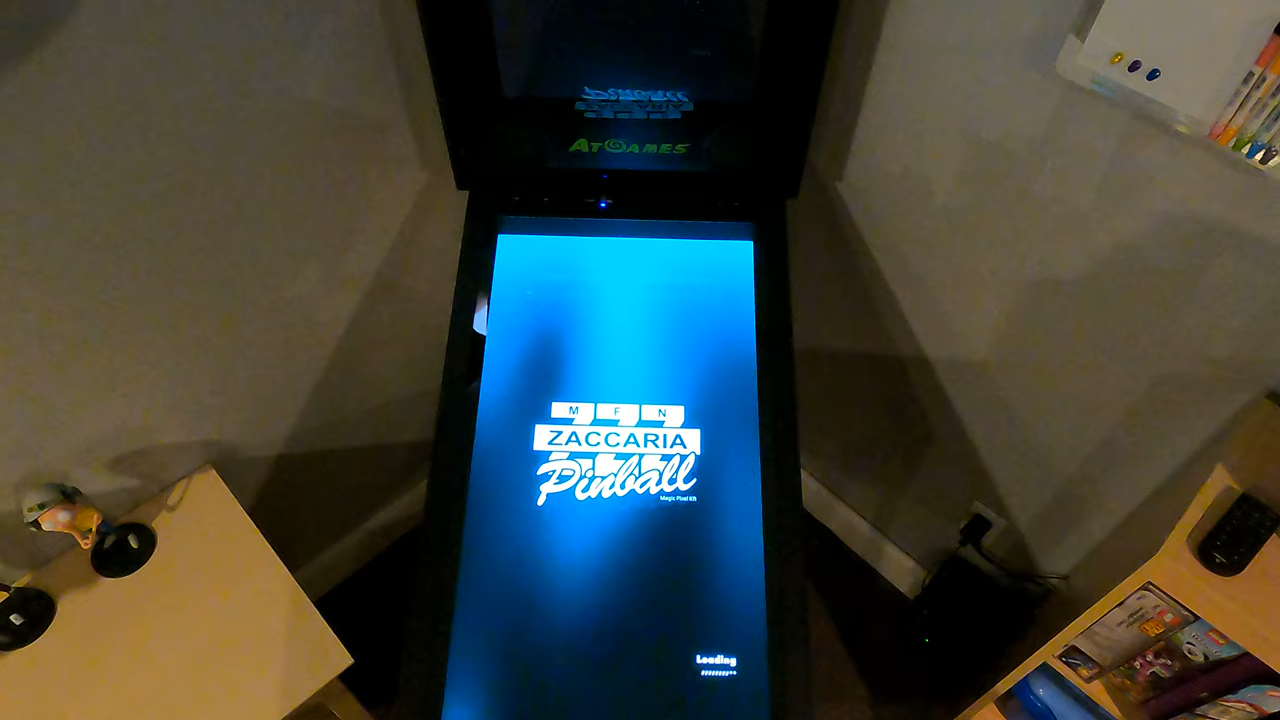 ATGAMES
M F N
ZACCARIA
Pinball
Magic Pixel Kft
Loading